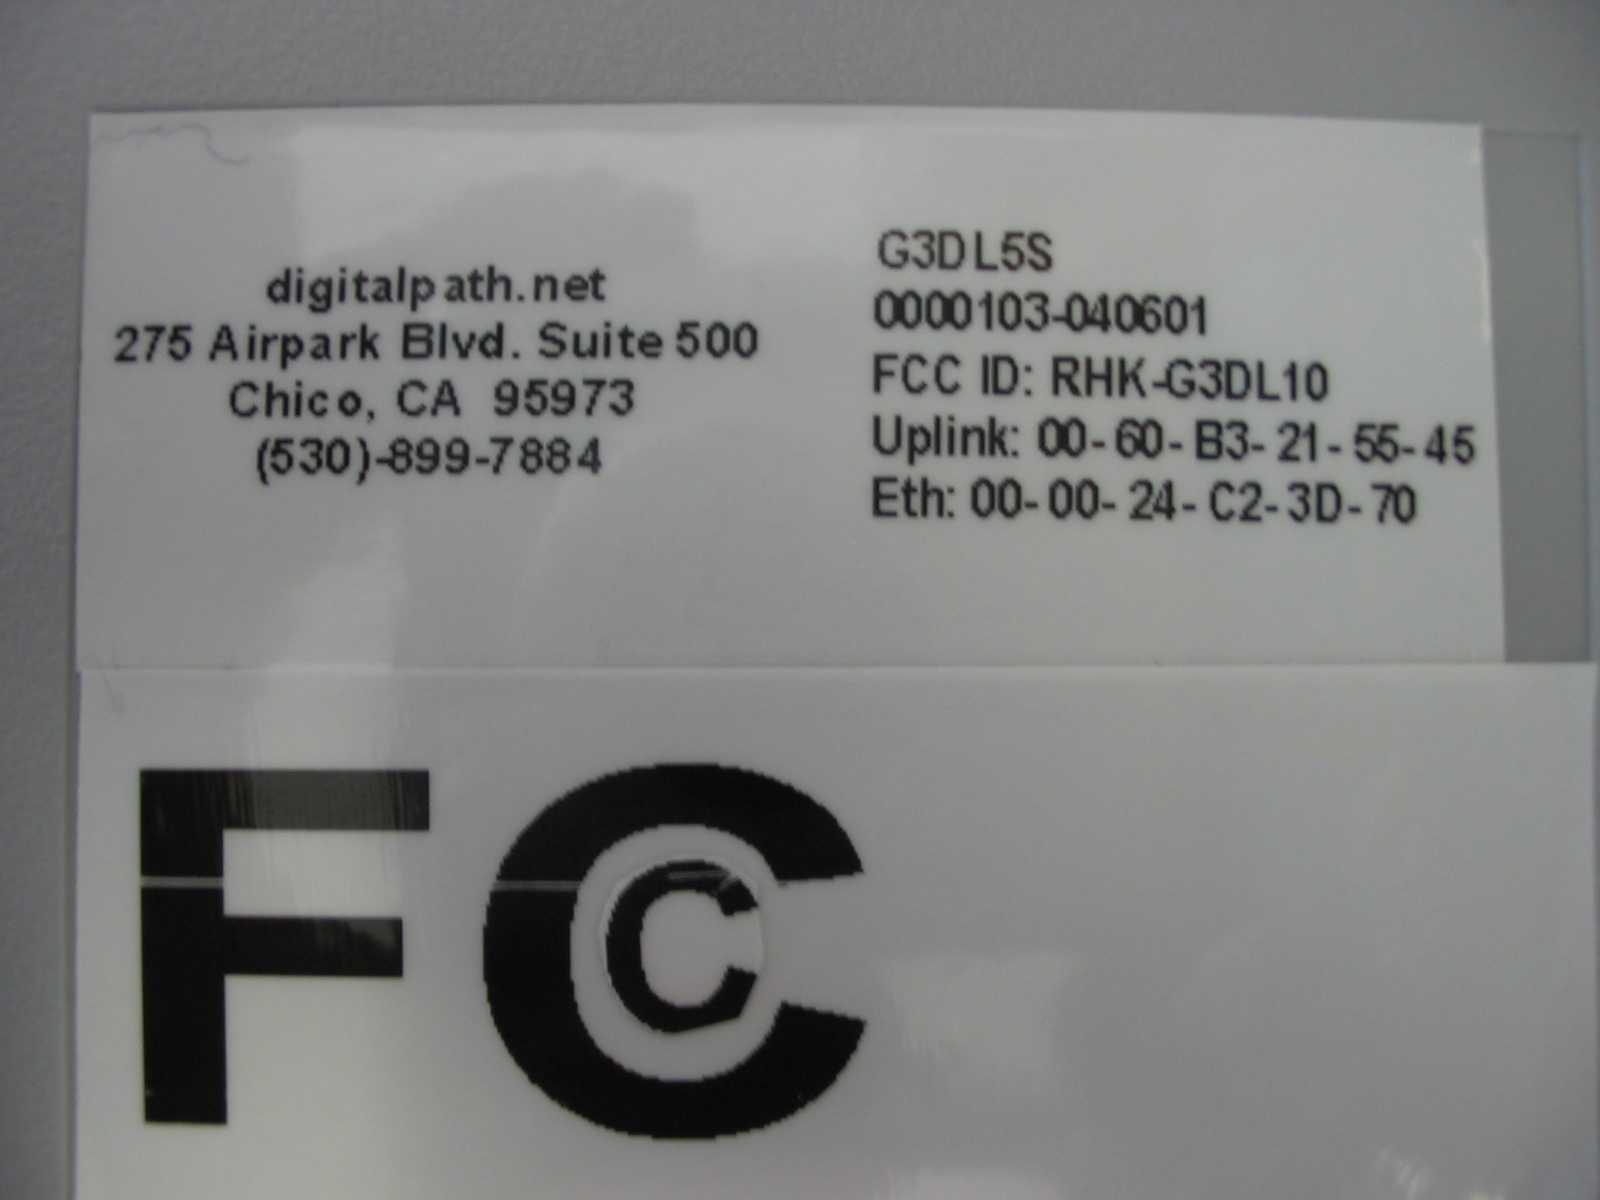 digitalpath.net
275 Airpark Blvd. Suite 500
Chico, CA 95973
(530)-899-7884
G3DL5S
0000103-040601
FCC ID: RHK-G3DL10
Uplink: 00-60-B3-21-55-45
Eth: 00-00-24-C2-3D-70
FCC